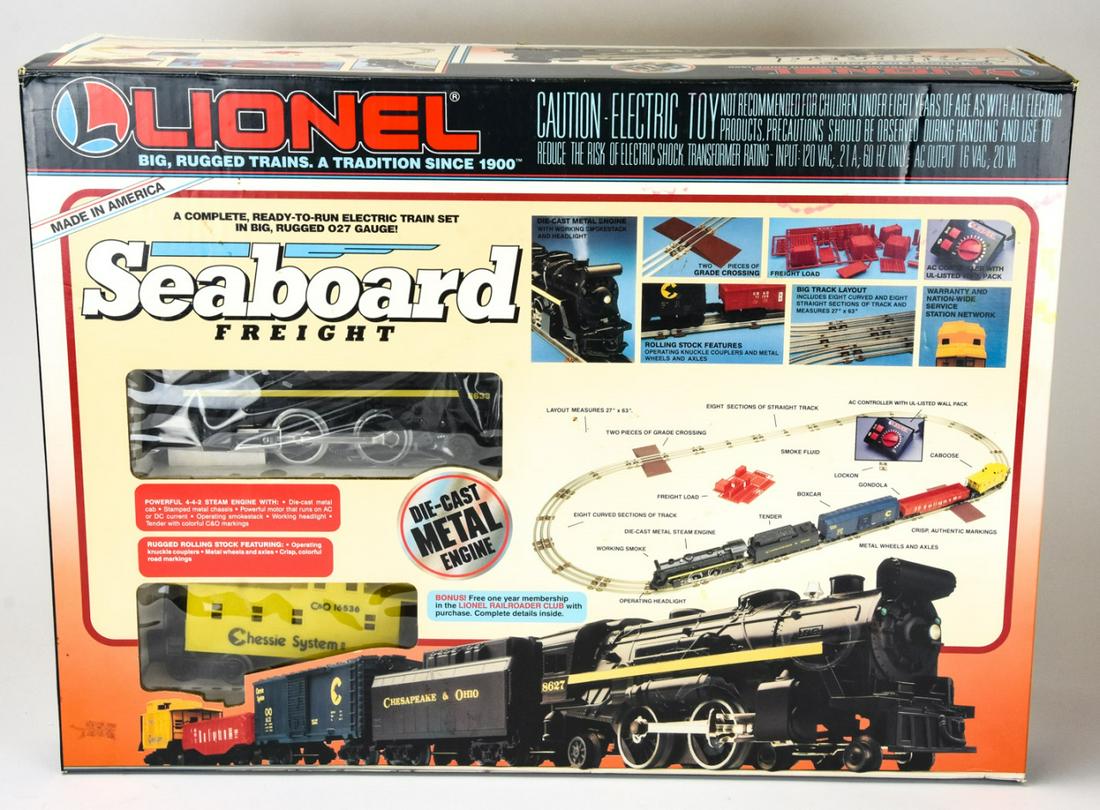 LIONEL®
BIG, RUGGED TRAINS. A TRADITION SINCE 1900™
CAUTION - ELECTRIC TOY NOT RECOMMENDED FOR CHILDREN UNDER EIGHT YEARS OF AGE AS WITH ALL ELECTRIC
PRODUCTS, PRECAUTIONS SHOULD BE OBSERVED DURING HANDLING AND USE TO
REDUCE THE RISK OF ELECTRIC SHOCK TRANSFORMER RATING- INPUT: 120 VAC; .21 A; 60 HZ ONLY; AC OUTPUT 16 VAC, 20 VA
MADE IN AMERICA
A COMPLETE, READY-TO-RUN ELECTRIC TRAIN SET
IN BIG, RUGGED 027 GAUGE!
Seaboard
FREIGHT
DIE-CAST METAL ENGINE
WITH WORKING SMOKESTACK
AND HEADLIGHT
TWO PIECES OF
GRADE CROSSING
FREIGHT LOAD
AC CONTROLLER WITH
UL-LISTED WALL PACK
ROLLING STOCK FEATURES
OPERATING KNUCKLE COUPLERS AND METAL
WHEELS AND AXLES
BIG TRACK LAYOUT
INCLUDES EIGHT CURVED AND EIGHT
STRAIGHT SECTIONS OF TRACK AND
MEASURES 27" x 63"
WARRANTY AND
NATION-WIDE
SERVICE
STATION NETWORK
POWERFUL 4-4-2 STEAM ENGINE WITH: • Die-cast metal
cab • Stamped metal chassis • Powerful motor that runs on AC
or DC current • Operating smokestack • Working headlight •
Tender with colorful C&O markings
RUGGED ROLLING STOCK FEATURING: • Operating
knuckle couplers • Metal wheels and axles • Crisp, colorful
road markings
DIE-CAST
METAL
ENGINE
LAYOUT MEASURES 27" x 63".
EIGHT SECTIONS OF STRAIGHT TRACK
AC CONTROLLER WITH UL-LISTED WALL PACK
TWO PIECES OF GRADE CROSSING
SMOKE FLUID
CABOOSE
LOCKON
GONDOLA
FREIGHT LOAD
BOXCAR
EIGHT CURVED SECTIONS OF TRACK
TENDER
DIE-CAST METAL STEAM ENGINE
CRISP, AUTHENTIC MARKINGS
WORKING SMOKE
METAL WHEELS AND AXLES
OPERATING HEADLIGHT
BONUS! Free one year membership
in the LIONEL RAILROADER CLUB with
purchase. Complete details inside.
C&O 16536
Chessie System
CHESAPEAKE & OHIO
8627